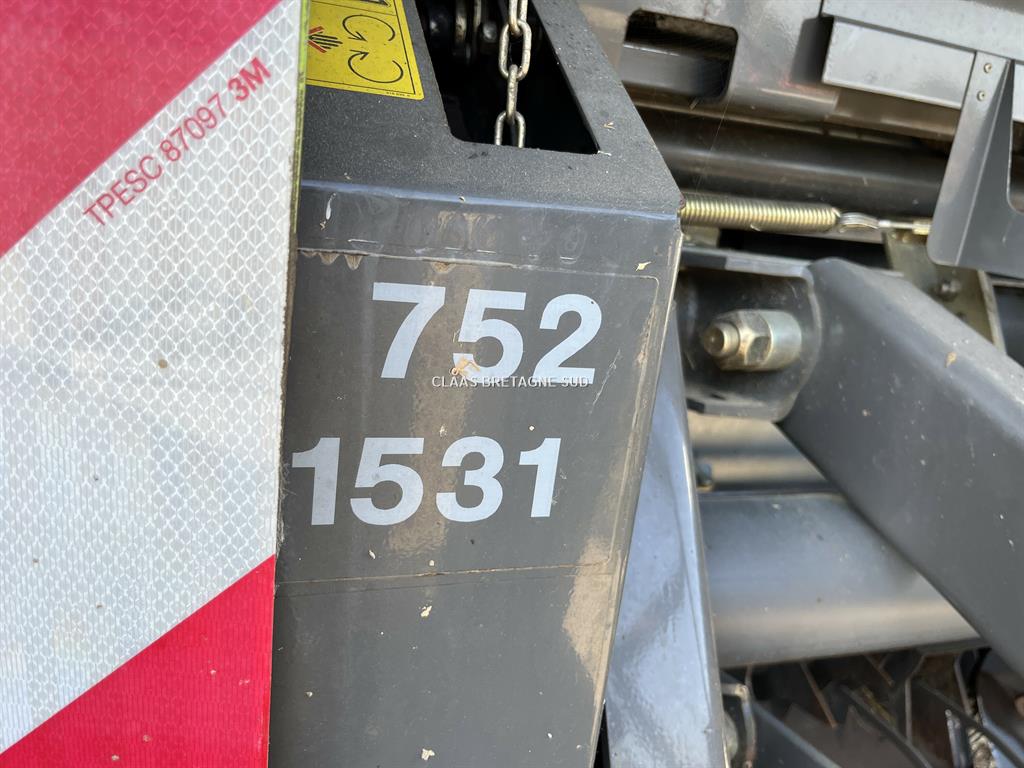 TPESC 87097 3M
752
CLAAS BRETAGNE SUD
1531